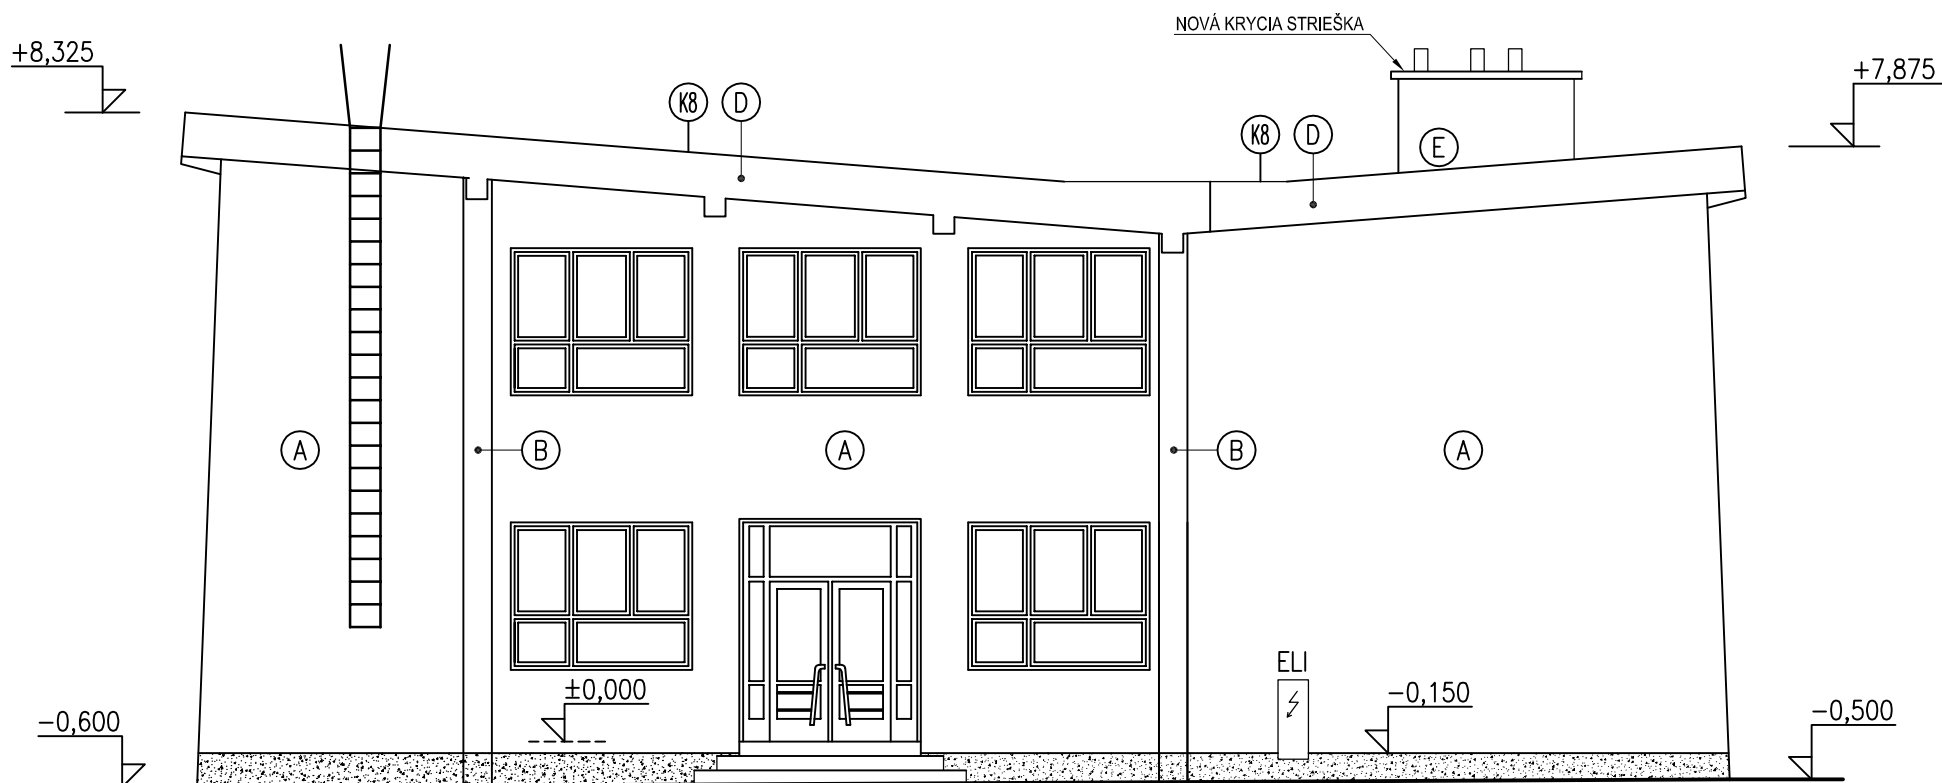 NOVÁ KRYCIA STRIEŠKA
+8,325
+7,875
K8
D
K8
D
E
A
B
A
B
A
ELI
±0,000
-0,150
-0,600
-0,500